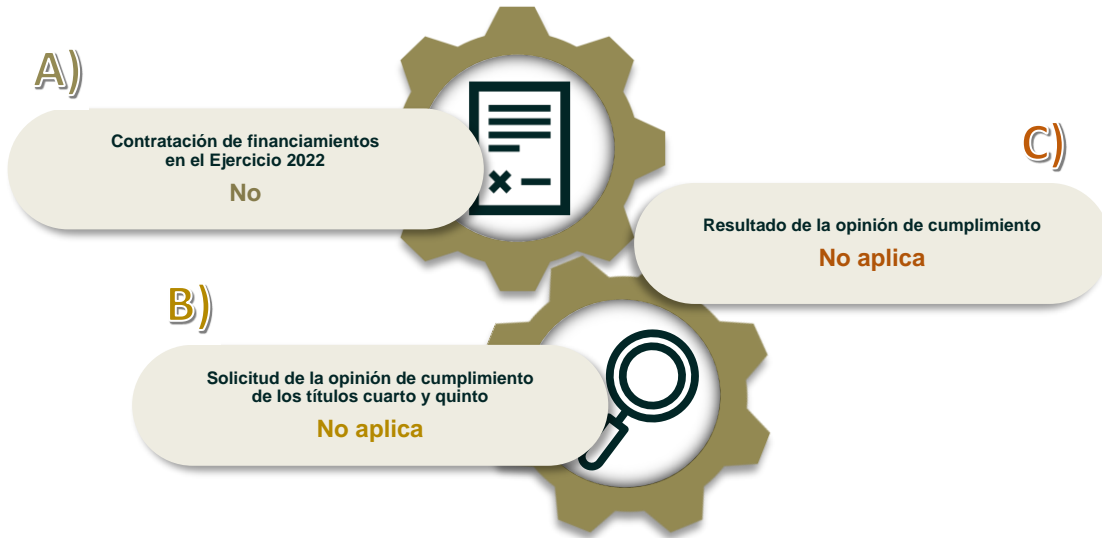 A)
Contratación de financiamientos
en el Ejercicio 2022
No
B)
Solicitud de la opinión de cumplimiento
de los títulos cuarto y quinto
No aplica
C)
Resultado de la opinión de cumplimiento
No aplica